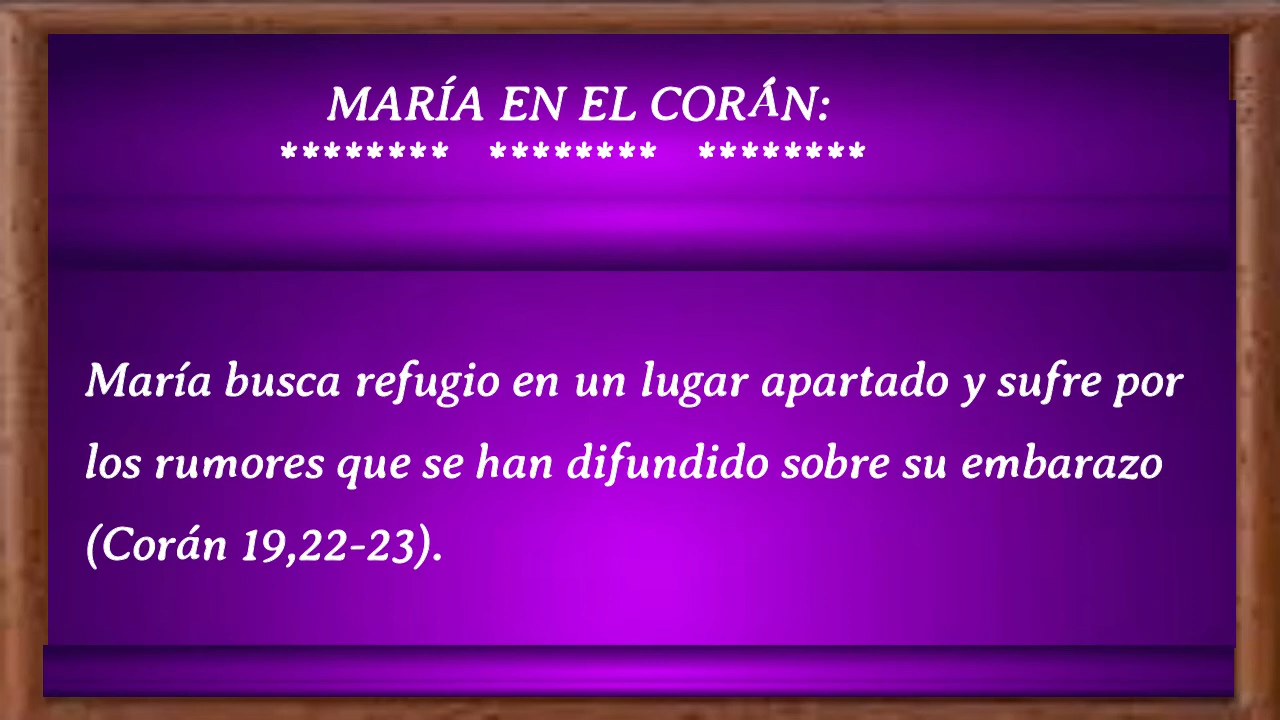 MARÍA EN EL CORÁN:
******** ******** ********
María busca refugio en un lugar apartado y sufre por
los rumores que se han difundido sobre su embarazo
(Corán 19,22-23).